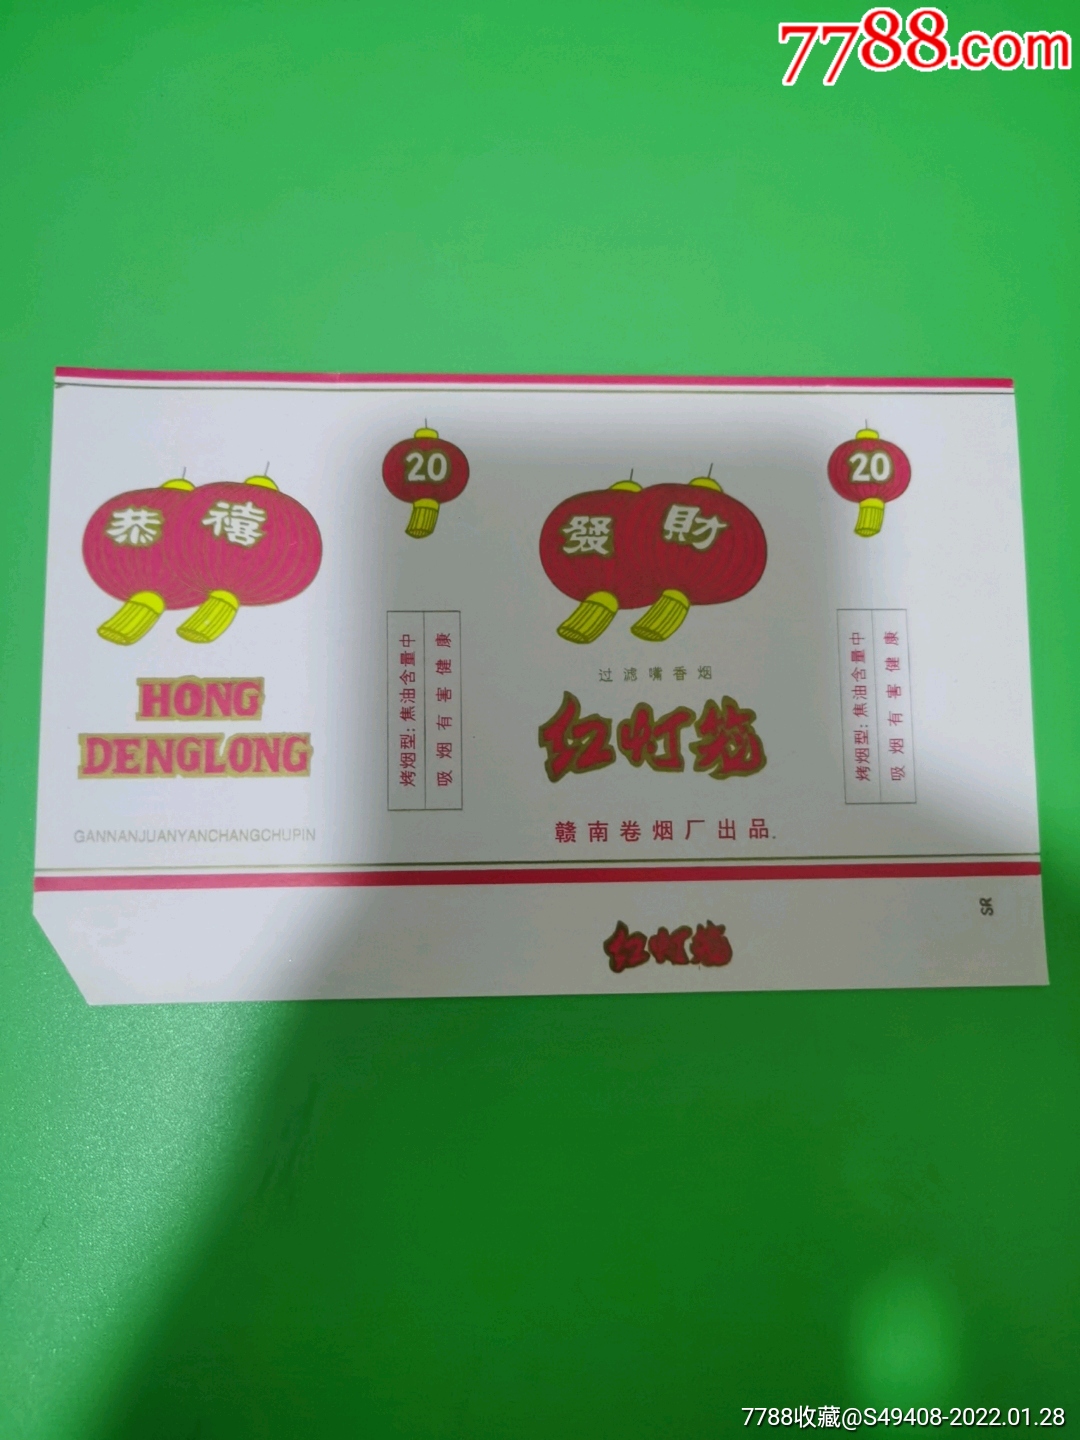 7788.com
恭禧
20
發財
20
HONG
DENGLONG
GANNANJUANYANCHANGCHUPIN
烤烟型：焦油含量中
吸烟有害健康
过滤嘴香烟
红灯笼
赣南卷烟厂出品.
烤烟型：焦油含量中
吸烟有害健康
红灯笼
SR
7788收藏@S49408-2022.01.28